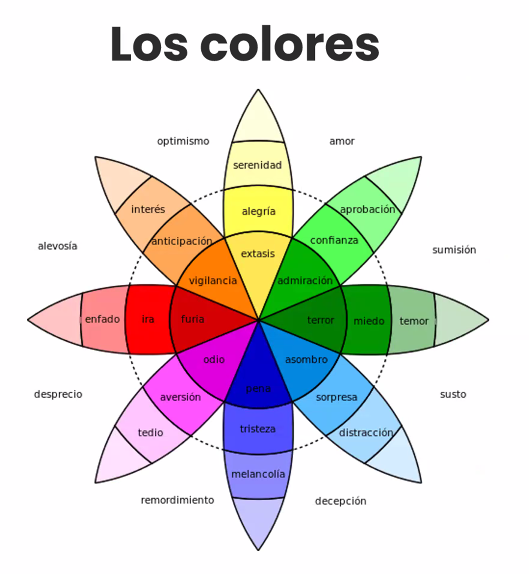 Los colores
optimismo
amor
serenidad
interés
alegría
aprobación
anticipación
confianza
alevosía
extasis
sumisión
vigilancia
admiración
enfado
ira
furia
terror
miedo
temor
odio
asombro
desprecio
aversión
pena
sorpresa
susto
tedio
tristeza
distracción
melancolía
remordimiento
decepción